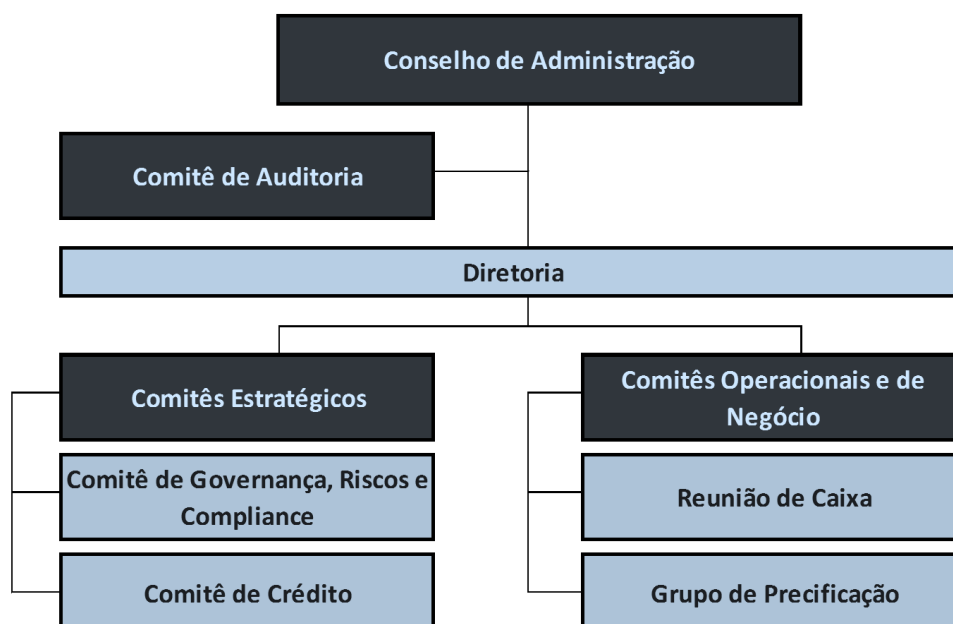 Conselho de Administração
Comitê de Auditoria
Diretoria
Comitês Estratégicos
Comitês Operacionais e de
Negócio
Comitê de Governança, Riscos e
Compliance
Reunião de Caixa
Comitê de Crédito
Grupo de Precificação